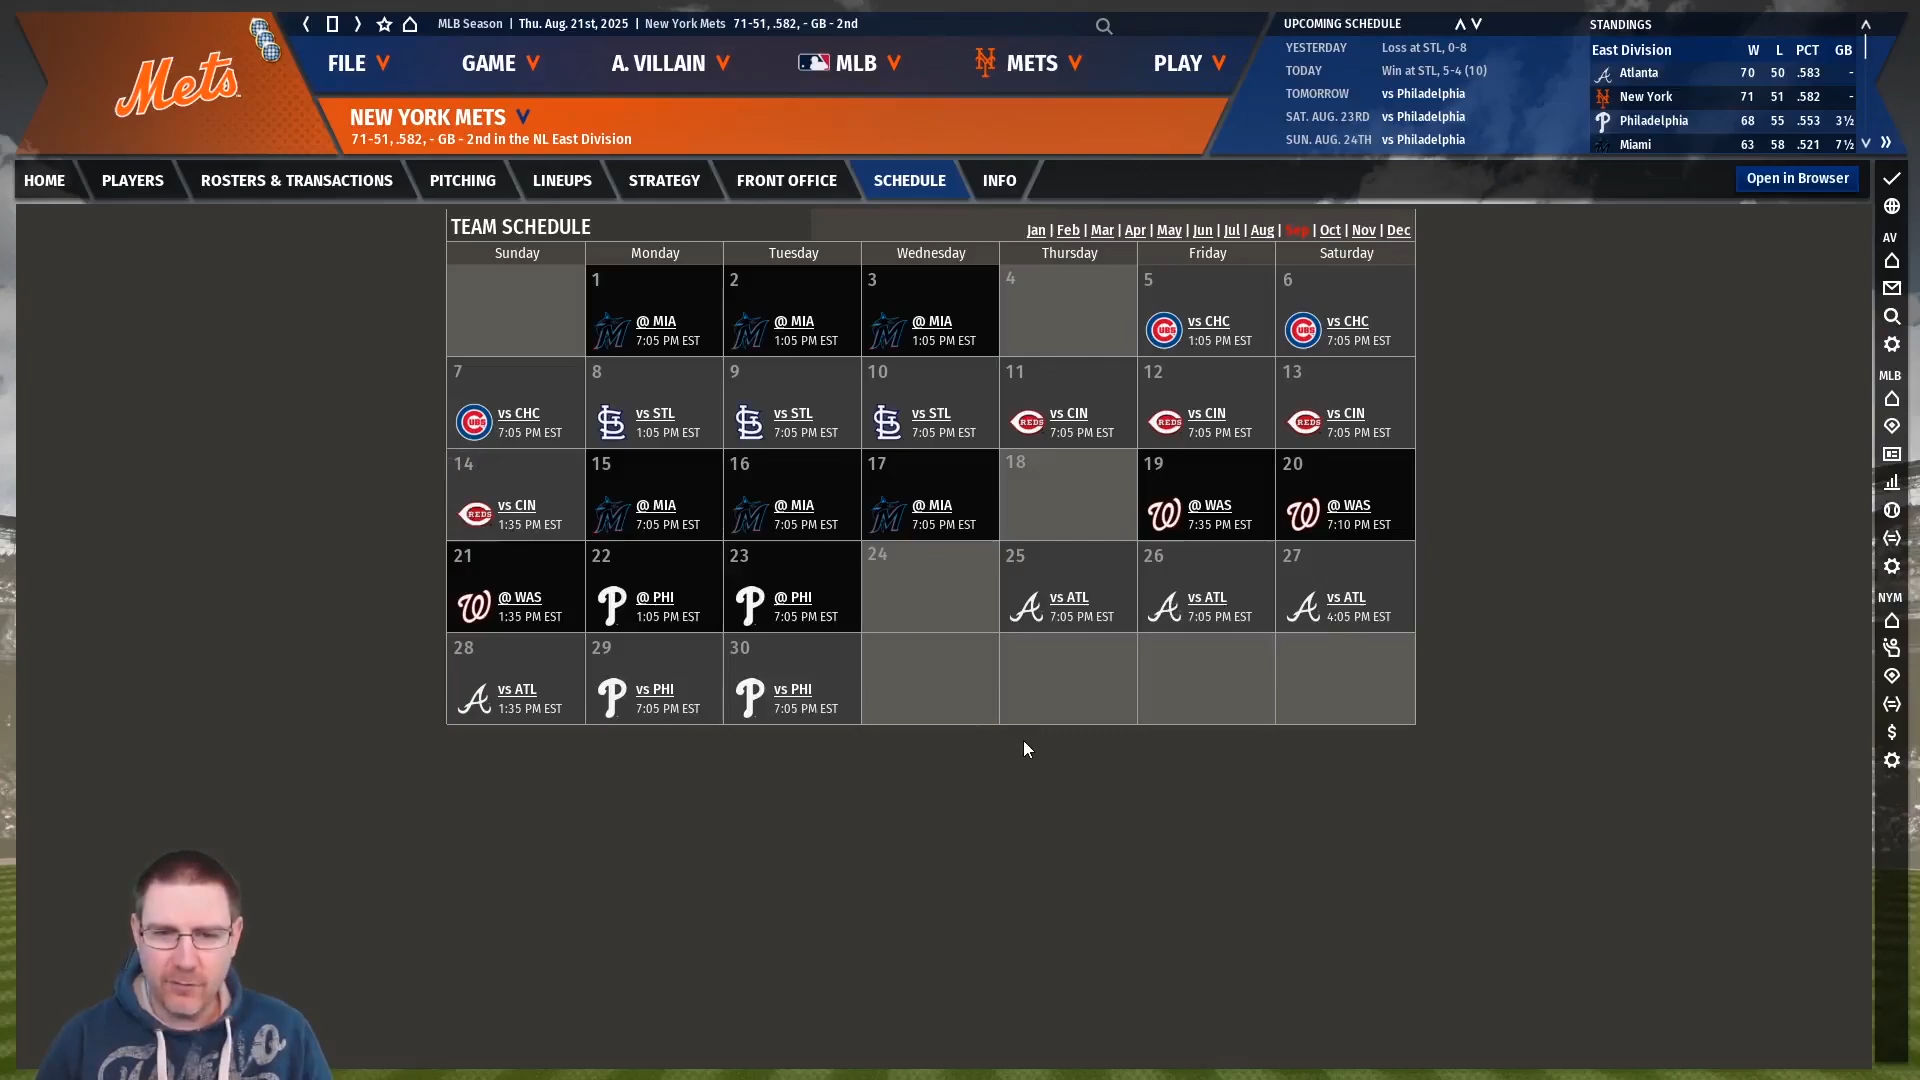 MLB Season | Thu. Aug. 21st, 2025 | New York Mets 71-51, .582, - GB - 2nd
Mets
FILE GAME A. VILLAIN MLB METS PLAY
NEW YORK METS
71-51, .582, - GB - 2nd in the NL East Division
UPCOMING SCHEDULE
YESTERDAY Loss at STL, 0-8
TODAY Win at STL, 5-4 (10)
TOMORROW vs Philadelphia
SAT. AUG. 23RD vs Philadelphia
SUN. AUG. 24TH vs Philadelphia
STANDINGS
East Division W L PCT GB
Atlanta 70 50 .583 -
New York 71 51 .582 -
Philadelphia 68 55 .553 3½
Miami 63 58 .521 7½
HOME PLAYERS ROSTERS & TRANSACTIONS PITCHING LINEUPS STRATEGY FRONT OFFICE SCHEDULE INFO
Open in Browser
TEAM SCHEDULE
Jan | Feb | Mar | Apr | May | Jun | Jul | Aug | Sep | Oct | Nov | Dec
Sunday Monday Tuesday Wednesday Thursday Friday Saturday
1 2 3 4 5 6
@ MIA @ MIA @ MIA vs CHC vs CHC
7:05 PM EST 1:05 PM EST 1:05 PM EST 1:05 PM EST 7:05 PM EST
7 8 9 10 11 12 13
vs CHC vs STL vs STL vs STL vs CIN vs CIN vs CIN
7:05 PM EST 1:05 PM EST 7:05 PM EST 7:05 PM EST 7:05 PM EST 7:05 PM EST 7:05 PM EST
14 15 16 17 18 19 20
vs CIN @ MIA @ MIA @ MIA @ WAS @ WAS
1:35 PM EST 7:05 PM EST 7:05 PM EST 7:05 PM EST 7:35 PM EST 7:10 PM EST
21 22 23 24 25 26 27
@ WAS @ PHI @ PHI vs ATL vs ATL vs ATL
1:35 PM EST 1:05 PM EST 7:05 PM EST 7:05 PM EST 7:05 PM EST 4:05 PM EST
28 29 30
vs ATL vs PHI vs PHI
1:35 PM EST 7:05 PM EST 7:05 PM EST
AV
MLB
NYM